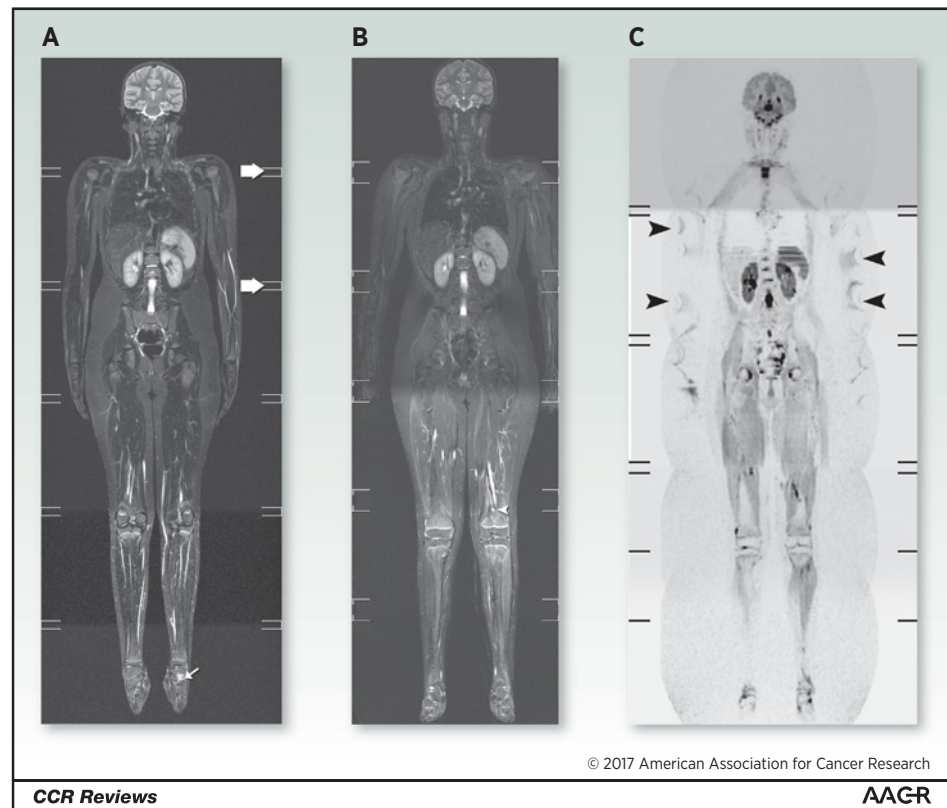 A
B
C
© 2017 American Association for Cancer Research
CCR Reviews
AACR